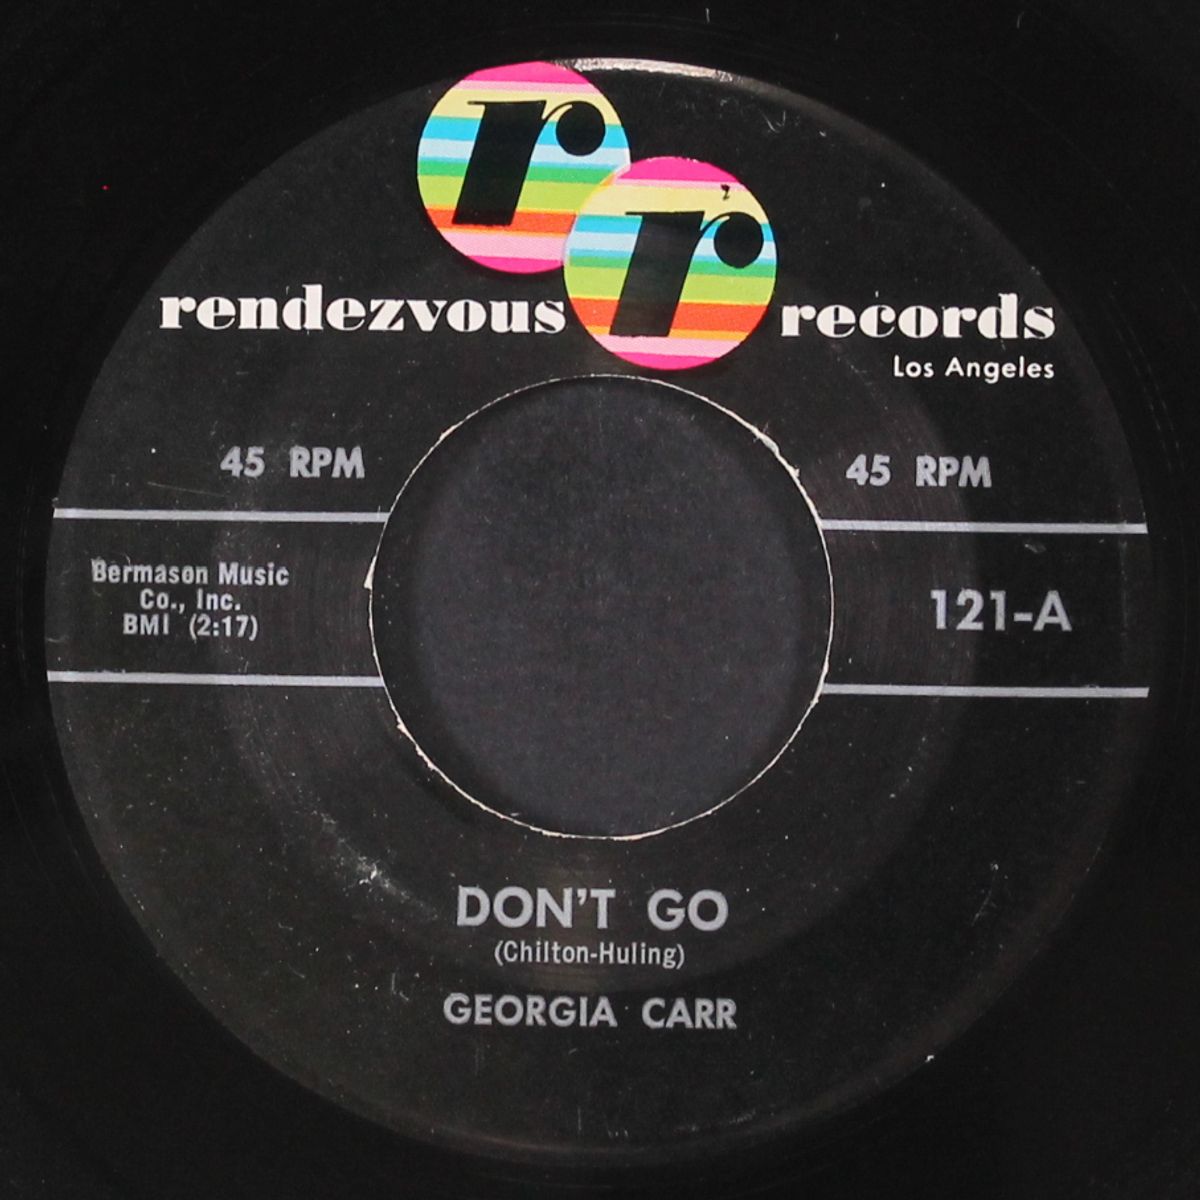 r
r
rendezvous records
Los Angeles
45 RPM 45 RPM
Bermason Music
Co., Inc.
BMI (2:17)
121-A
DON'T GO
(Chilton-Huling)
GEORGIA CARR